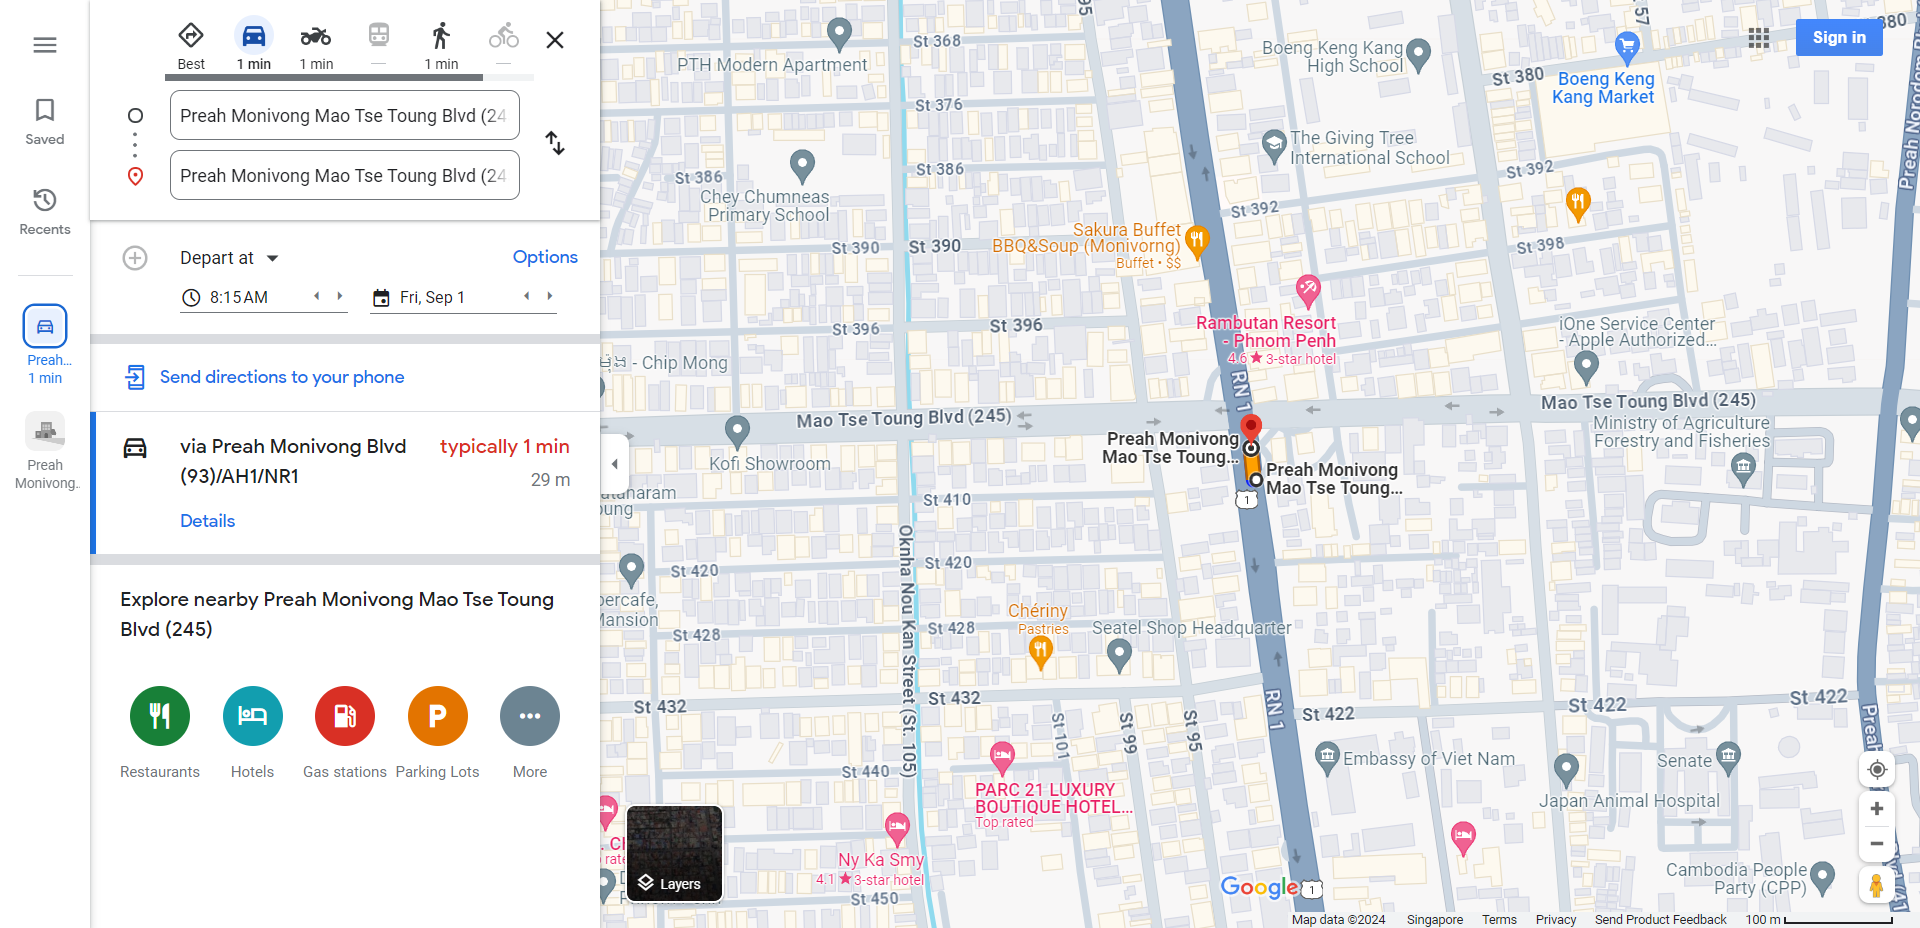 Saved
Recents
Preah...
1 min
Preah
Monivong...
Best
1 min
1 min
—
1 min
—
Preah Monivong Mao Tse Toung Blvd (24
Preah Monivong Mao Tse Toung Blvd (24
Depart at
Options
8:15 AM
Fri, Sep 1
Send directions to your phone
via Preah Monivong Blvd
(93)/AH1/NR1
typically 1 min
29 m
Details
Explore nearby Preah Monivong Mao Tse Toung
Blvd (245)
Restaurants
Hotels
Gas stations
Parking Lots
More
Layers
St 368
PTH Modern Apartment
St 376
St 386
St 386
Chey Chumneas
Primary School
St 390
St 390
Sakura Buffet
BBQ&Soup (Monivorng)
Buffet • $$
St 396
St 396
- Chip Mong
Mao Tse Toung Blvd (245)
Kofi Showroom
St 410
St 420
St 420
St 428
St 428
Chériny
Pastries
Seatel Shop Headquarter
St 432
St 432
Oknha Nou Kan Street (St. 105)
St 101
St 99
St 95
St 440
PARC 21 LUXURY
BOUTIQUE HOTEL...
Top rated
Ny Ka Smy
4.1 ★ 3-star hotel
St 450
Boeng Keng Kang
High School
St 380
Boeng Keng
Kang Market
57
380
95
Sign in
The Giving Tree
International School
St 392
St 392
St 398
Rambutan Resort
- Phnom Penh
4.6 ★ 3-star hotel
iOne Service Center
- Apple Authorized...
RN 1
Mao Tse Toung Blvd (245)
Ministry of Agriculture
Forestry and Fisheries
Preah Monivong
Mao Tse Toung...
Preah Monivong
Mao Tse Toung...
1
RN 1
St 422
St 422
St 422
Embassy of Viet Nam
Senate
Japan Animal Hospital
Cambodia People
Party (CPP)
Preah
Google
1
Map data ©2024
Singapore
Terms
Privacy
Send Product Feedback
100 m